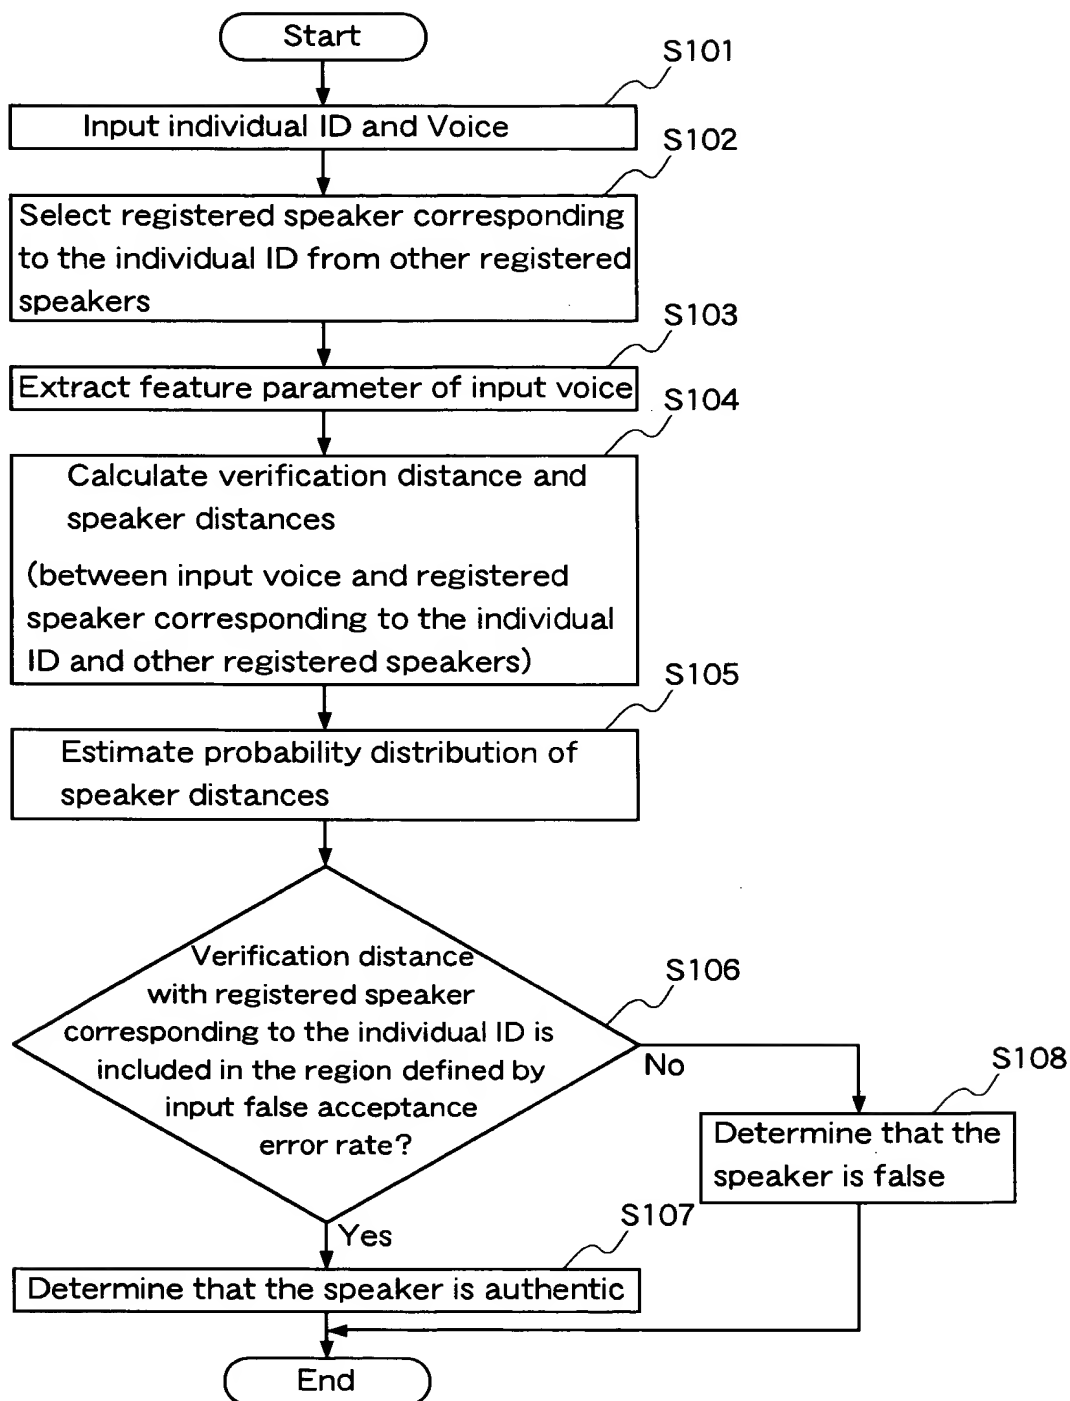 Start
S101
Input individual ID and Voice
S102
Select registered speaker corresponding
to the individual ID from other registered
speakers
S103
Extract feature parameter of input voice
S104
Calculate verification distance and
speaker distances
(between input voice and registered
speaker corresponding to the individual
ID and other registered speakers)
S105
Estimate probability distribution of
speaker distances
Verification distance
with registered speaker
corresponding to the individual ID is
included in the region defined by
input false acceptance
error rate?
S106
No
S108
Determine that the
speaker is false
Yes
S107
Determine that the speaker is authentic
End